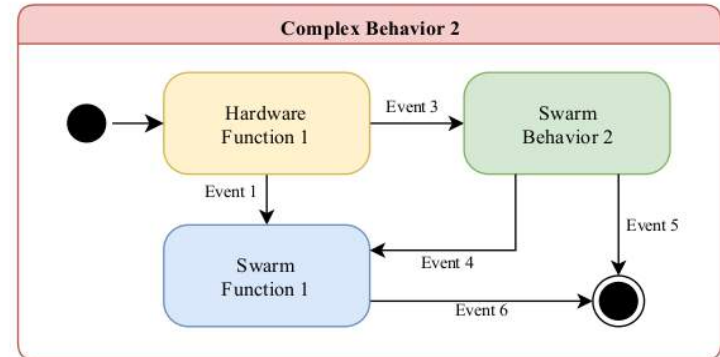 Complex Behavior 2
Hardware
Function 1
Event 3
Swarm
Behavior 2
Event 1
Event 5
Swarm
Function 1
Event 4
Event 6